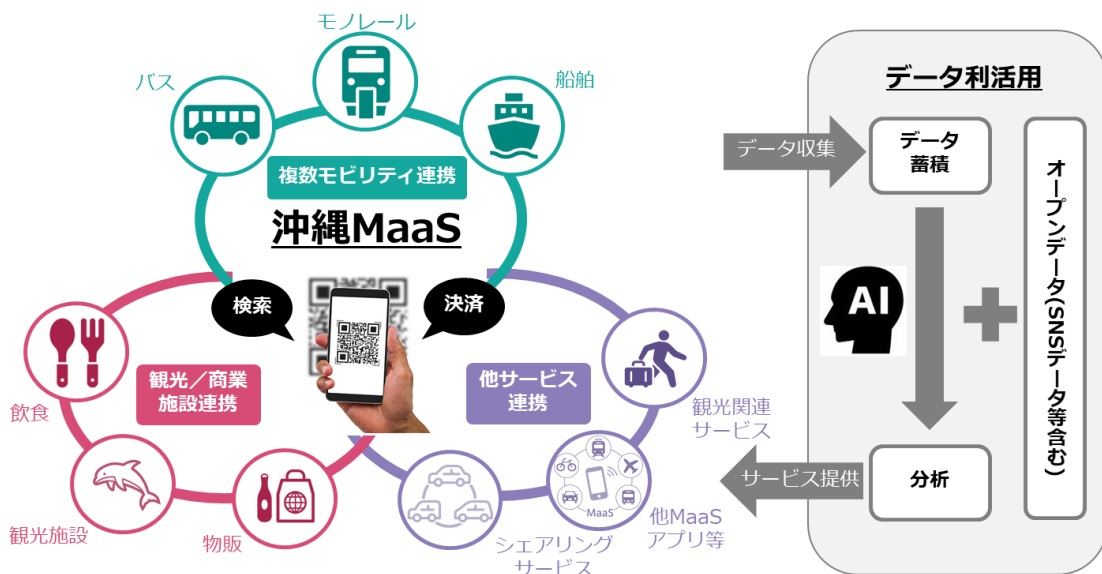 モノレール
バス
船舶
複数モビリティ連携
沖縄MaaS
検索
決済
観光／商業
施設連携
他サービス
連携
飲食
観光施設
物販
シェアリング
サービス
MaaS
他MaaS
アプリ等
観光関連
サービス
データ収集
サービス提供
データ利活用
データ
蓄積
AI
分析
オープンデータ(SNSデータ等含む)